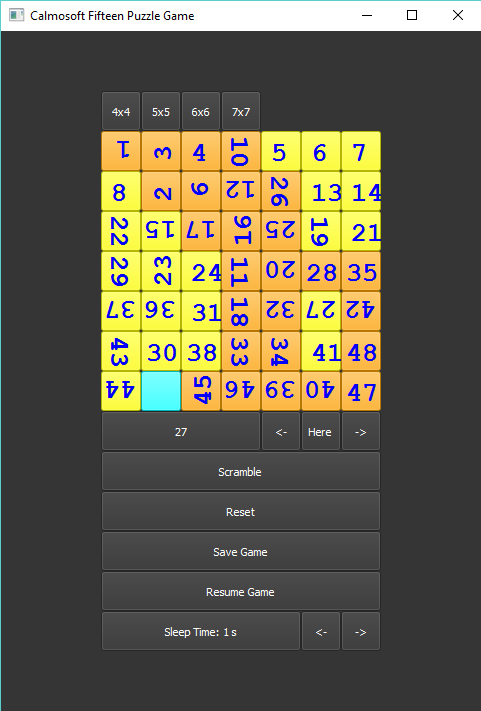 Calmosoft Fifteen Puzzle Game
4x4 5x5 6x6 7x7
1 3 4 10 5 6 7
8 2 9 12 26 13 14
22 15 17 16 25 19 21
29 23 24 11 20 28 35
37 36 31 18 32 27 42
43 30 38 33 34 41 48
44 45 46 39 40 47
27 <- Here ->
Scramble
Reset
Save Game
Resume Game
Sleep Time: 1 s <- ->